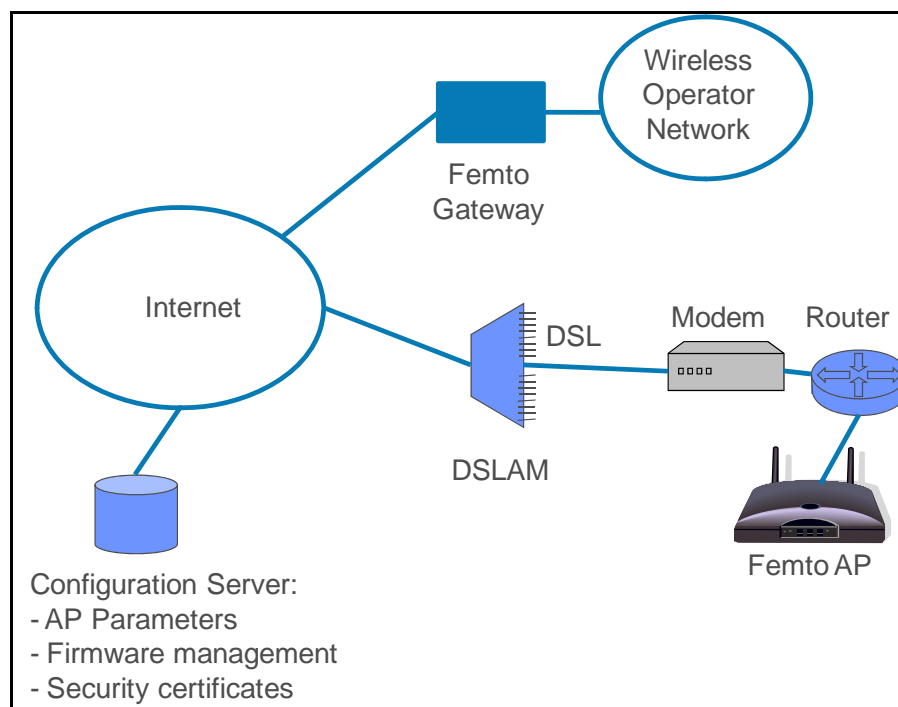 Wireless
Operator
Network
Femto
Gateway
Internet
DSL
Modem
Router
DSLAM
Femto AP
Configuration Server:
- AP Parameters
- Firmware management
- Security certificates